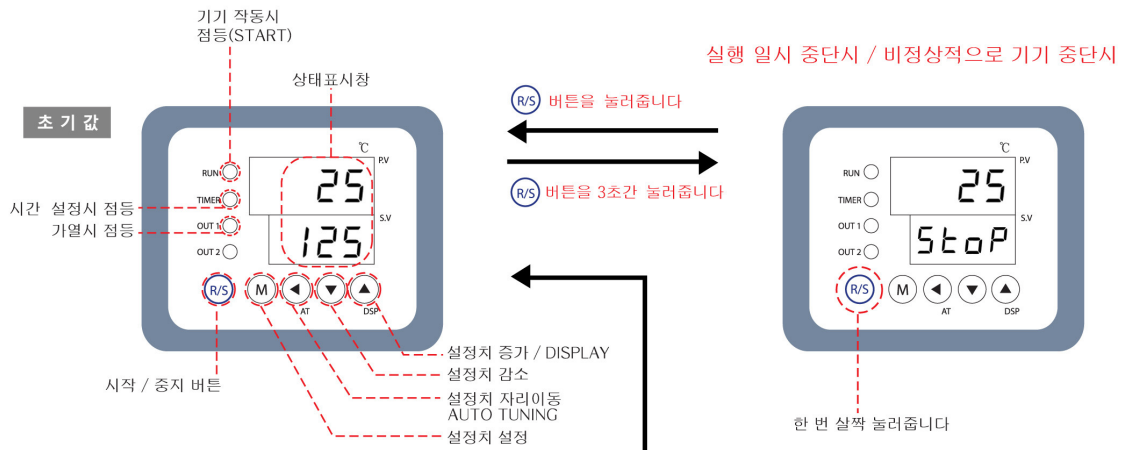 기기 작동시
점등(START)
실행 일시 중단시 / 비정상적으로 기기 중단시
상태표시창
R/S 버튼을 눌러줍니다
초기값
℃
P.V
RUN
25
TIMER
시간 설정시 점등
S.V
OUT 1
가열시 점등
125
OUT 2
R/S
M
AT
DSP
R/S 버튼을 3초간 눌러줍니다
℃
P.V
RUN
25
TIMER
S.V
OUT 1
StoP
OUT 2
R/S
M
AT
DSP
설정치 증가 / DISPLAY
설정치 감소
시작 / 중지 버튼
설정치 자리이동
AUTO TUNING
설정치 설정
한 번 살짝 눌러줍니다